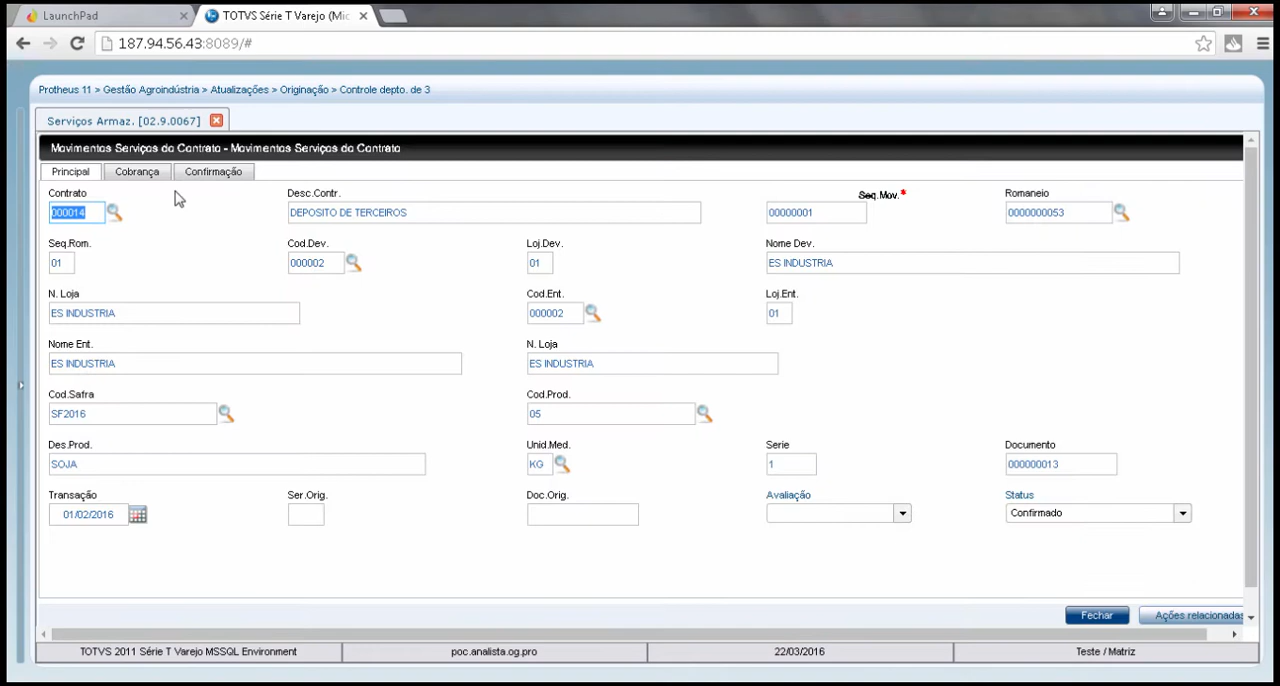 LaunchPad
TOTVS Série T Varejo (Mic
187.94.56.43:8089/#
Protheus 11 > Gestão Agroindústria > Atualizações > Originação > Controle depto. de 3
Serviços Armaz. [02.9.0067]
Movimentos Serviços da Contrato - Movimentos Serviços da Contrato
Principal Cobrança Confirmação
Contrato Desc.Contr. Seq.Mov.* Romaneio
000014 DEPOSITO DE TERCEIROS 00000001 0000000053
Seq.Rom. Cod.Dev. Loj.Dev. Nome Dev.
01 000002 01 ES INDUSTRIA
N. Loja Cod.Ent. Loj.Ent.
ES INDUSTRIA 000002 01
Nome Ent. N. Loja
ES INDUSTRIA ES INDUSTRIA
Cod.Safra Cod.Prod.
SF2016 05
Des.Prod. Unid.Med. Serie Documento
SOJA KG 1 000000013
Transação Ser.Orig. Doc.Orig. Avaliação Status
01/02/2016 Confirmado
Fechar Ações relacionadas
TOTVS 2011 Série T Varejo MSSQL Environment poc.analista.og.pro 22/03/2016 Teste / Matriz